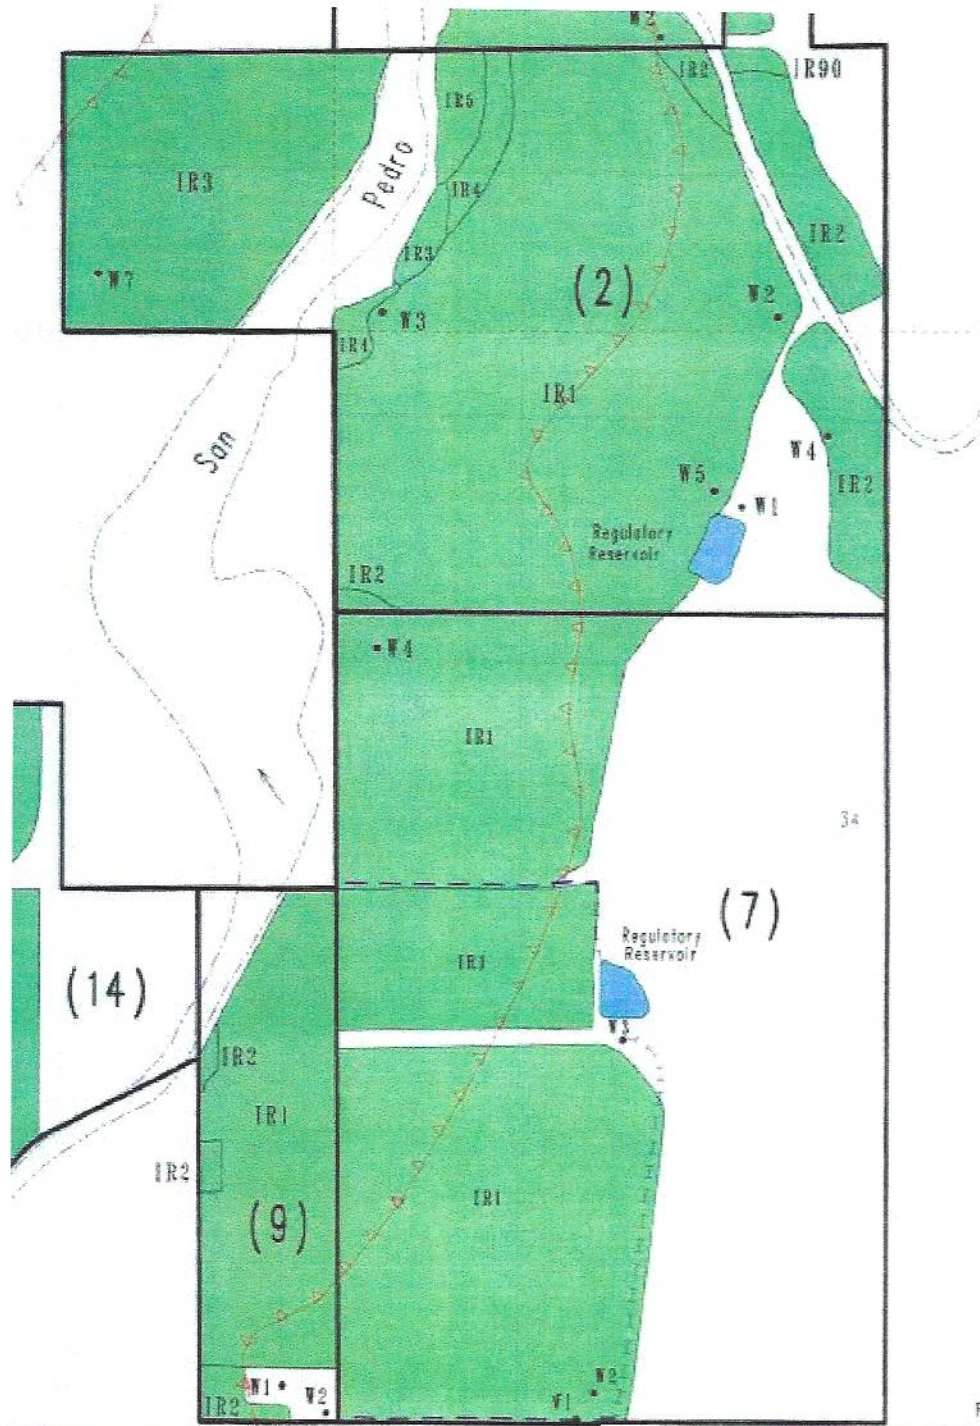 W2
IR2
IR90
IR5
IR3
Pedro
IR4
IR2
IR3
(2)
W7
W2
W3
IR4
IR1
San
W4
W5
IR2
W1
Regulatory
Reservoir
IR2
W4
IR1
34
(7)
Regulatory
Reservoir
IR1
(14)
W3
IR2
IR1
IR2
IR1
(9)
W1
W2
IR2
W2
W1